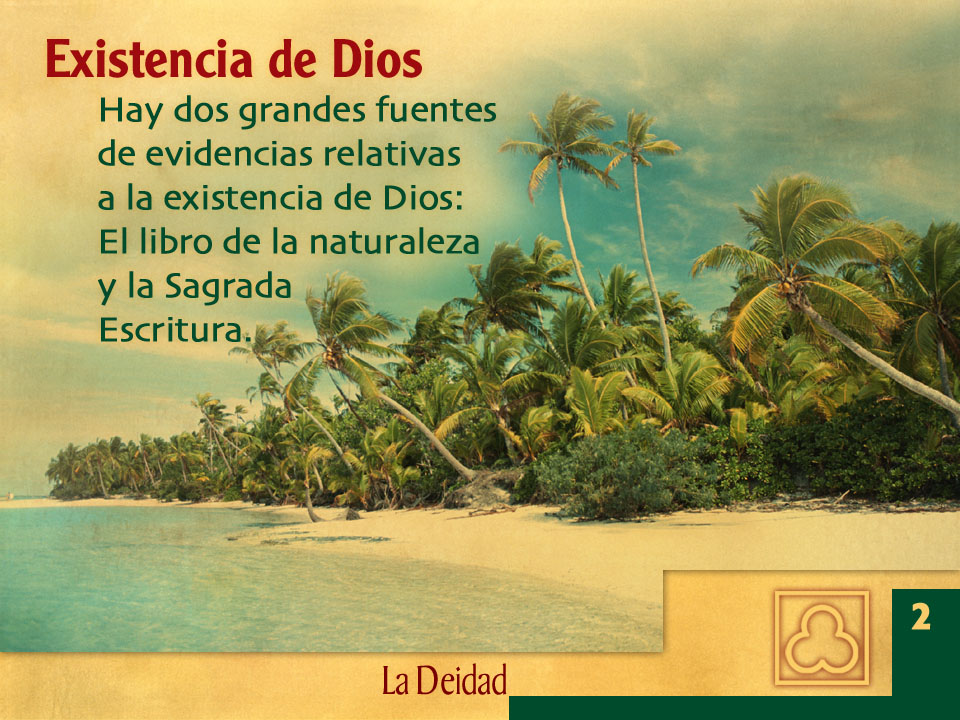 Existencia de Dios
Hay dos grandes fuentes
de evidencias relativas
a la existencia de Dios:
El libro de la naturaleza
y la Sagrada
Escritura.
2
La Deidad